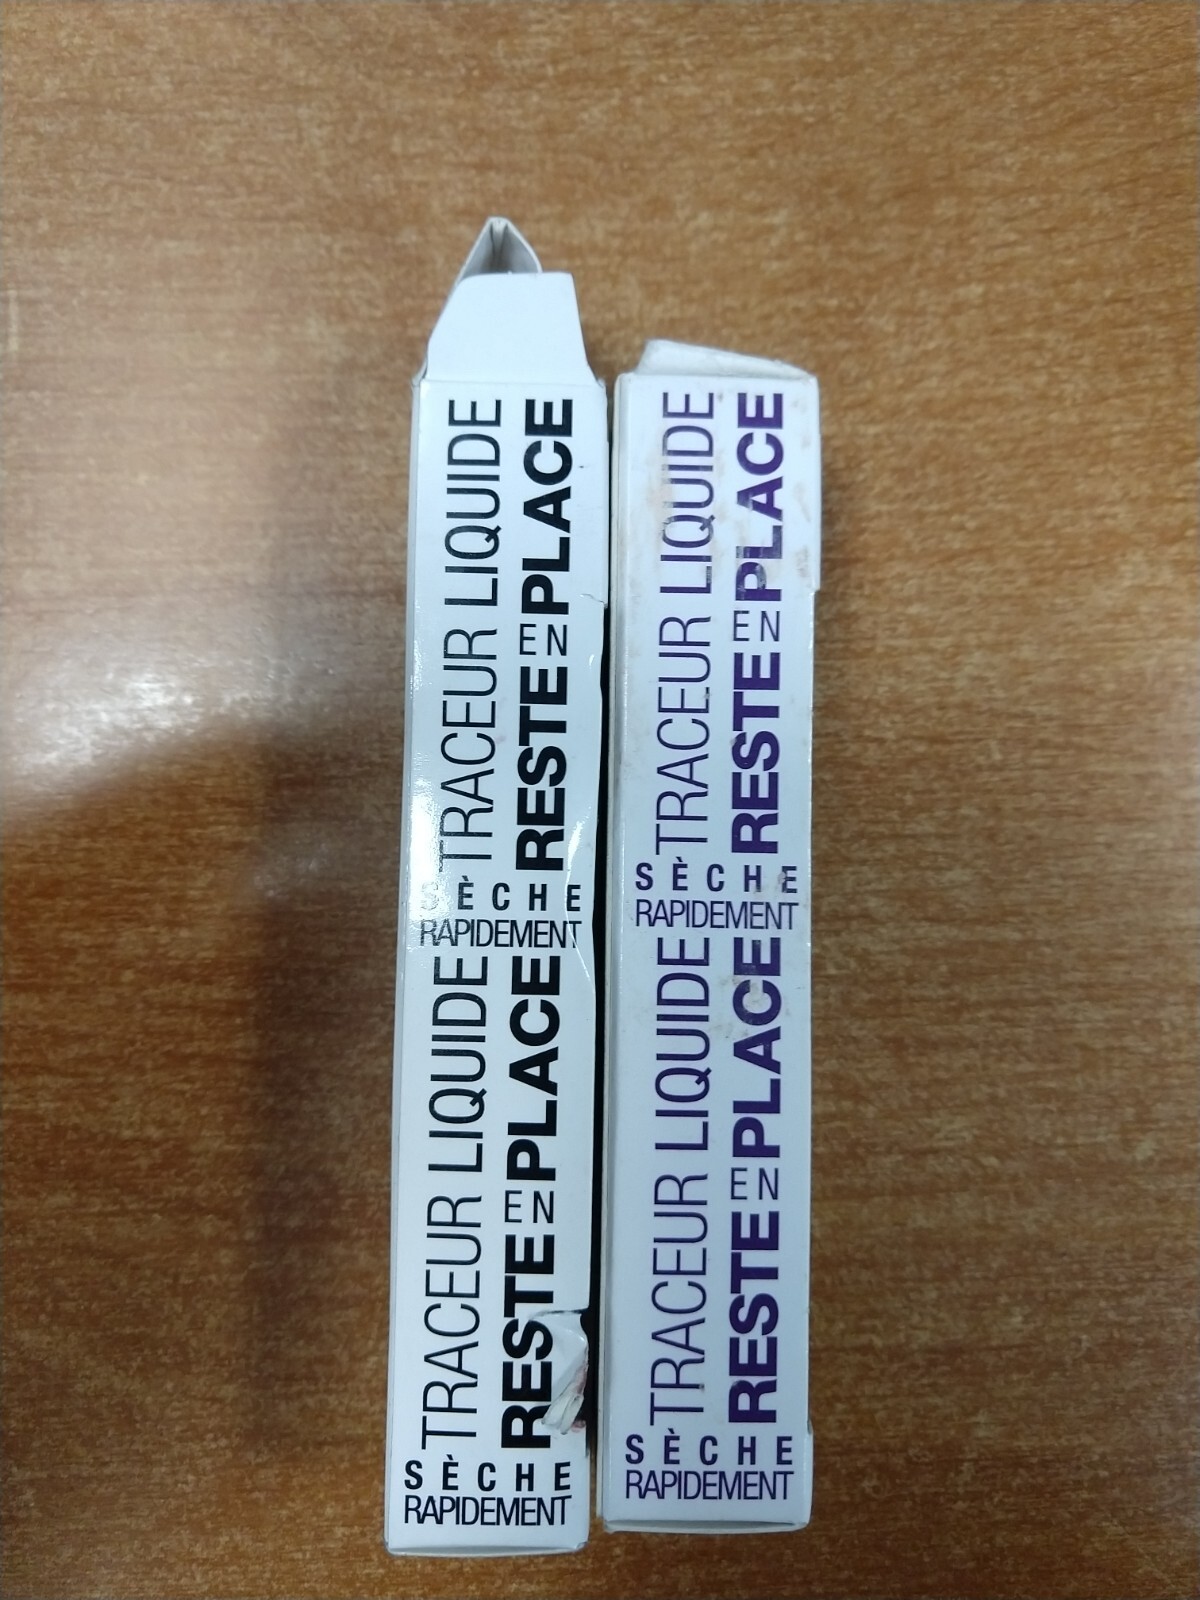 TRACEUR LIQUIDE
RESTE EN PLACE
SÈCHE
RAPIDEMENT
TRACEUR LIQUIDE
RESTE EN PLACE
SÈCHE
RAPIDEMENT
TRACEUR LIQUIDE
RESTE EN PLACE
SÈCHE
RAPIDEMENT
TRACEUR LIQUIDE
RESTE EN PLACE
SÈCHE
RAPIDEMENT